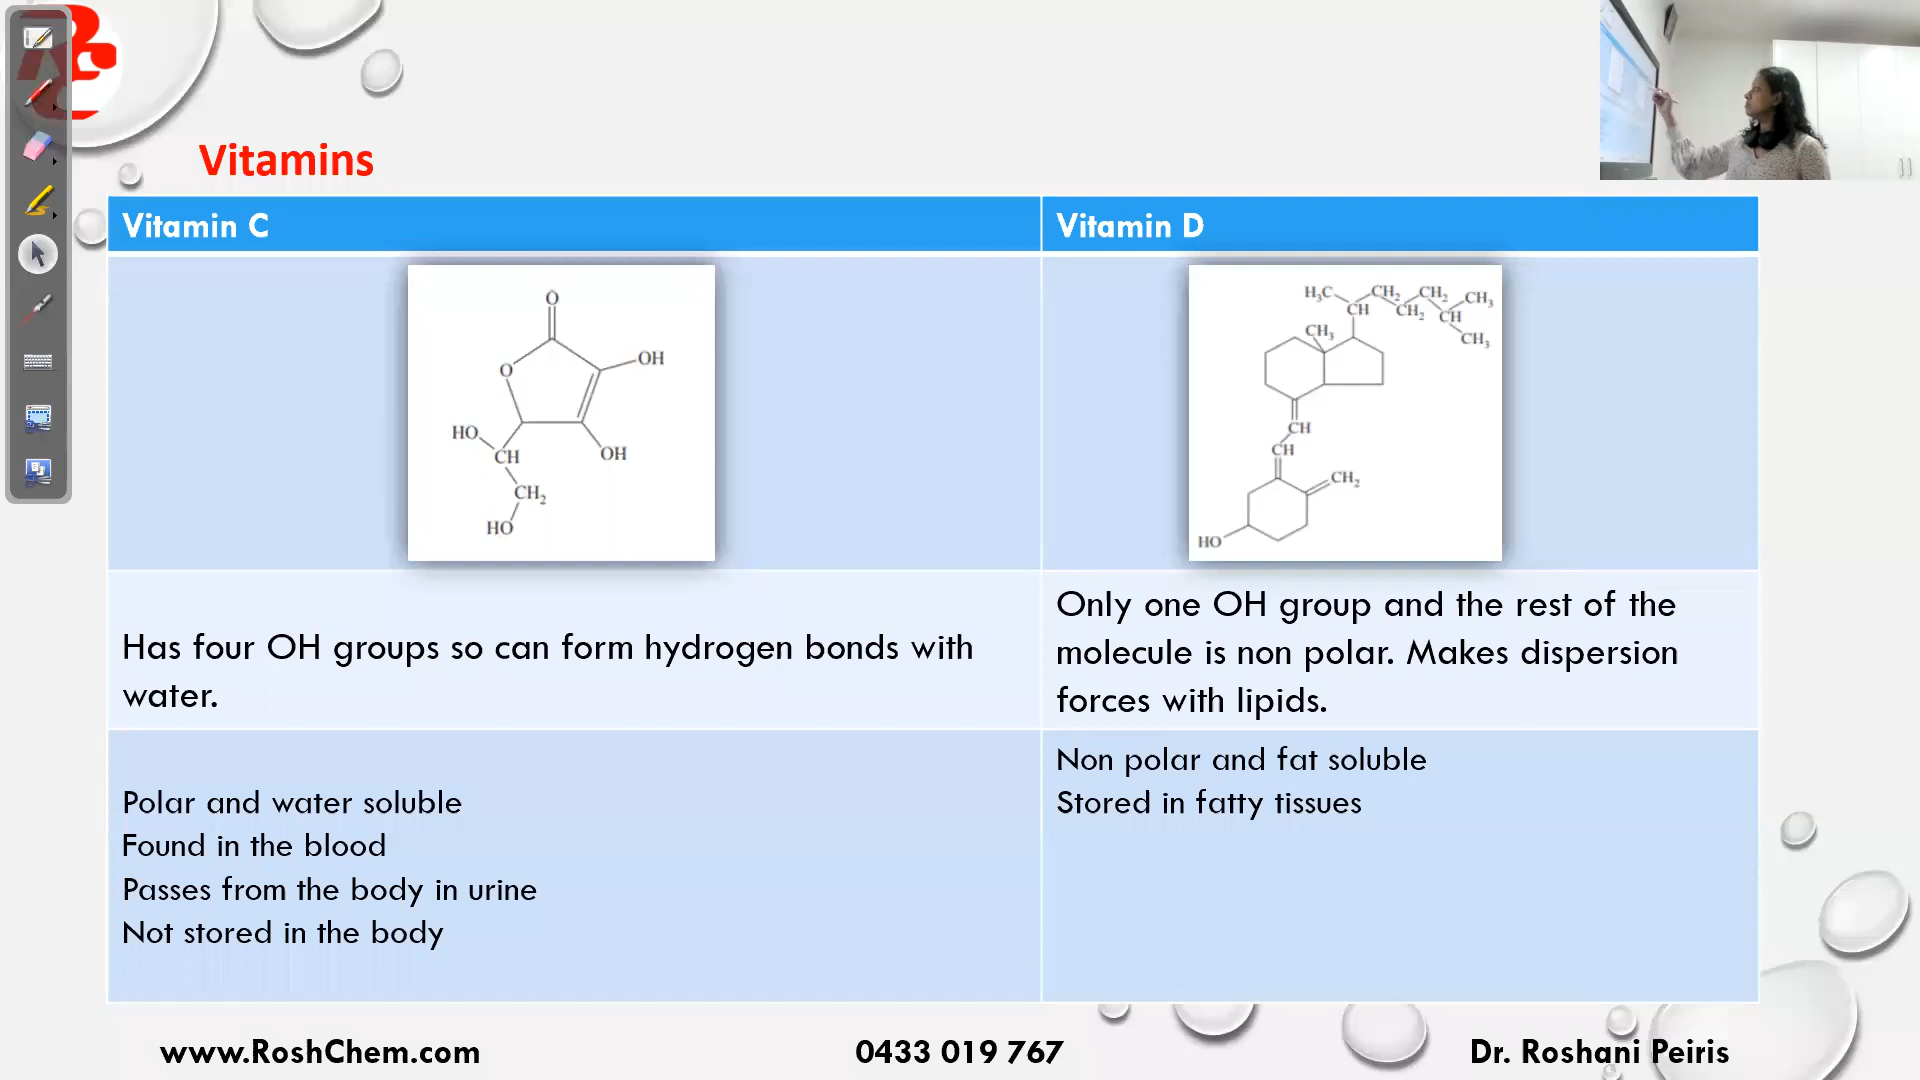 Vitamins
Vitamin C
Vitamin D
O
O
OH
OH
HO
CH
CH₂
HO
H₃C
CH
CH₂
CH₂
CH₂
CH
CH₃
CH₃
CH₃
CH
CH
CH₂
HO
Has four OH groups so can form hydrogen bonds with
water.
Only one OH group and the rest of the
molecule is non polar. Makes dispersion
forces with lipids.
Polar and water soluble
Found in the blood
Passes from the body in urine
Not stored in the body
Non polar and fat soluble
Stored in fatty tissues
www.RoshChem.com
0433 019 767
Dr. Roshani Peiris